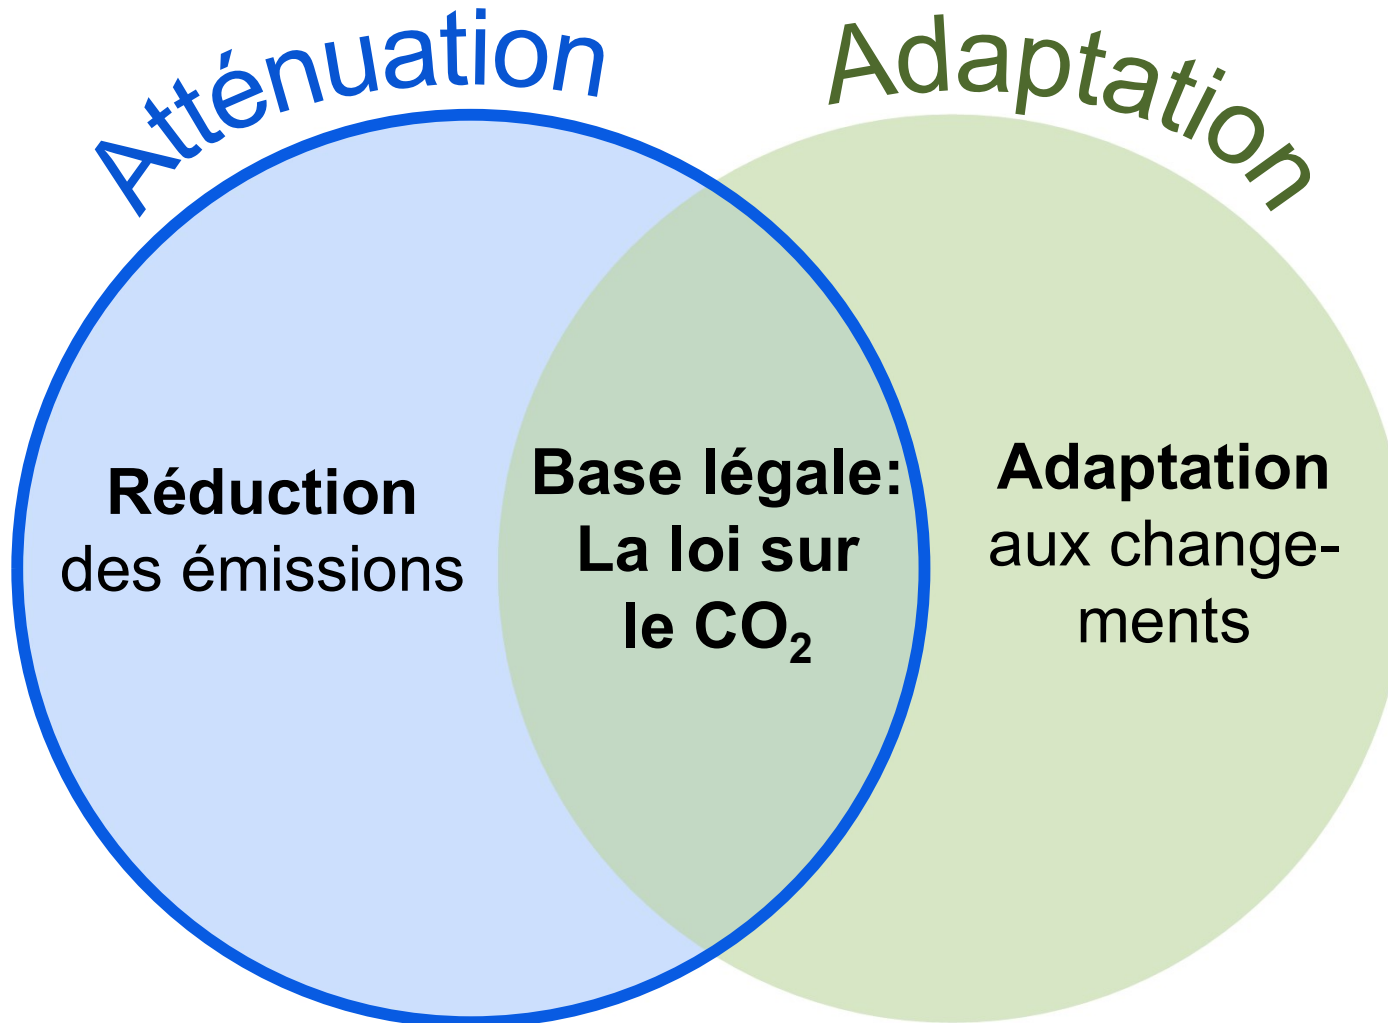 Atténuation
Adaptation
Réduction
des émissions
Base légale:
La loi sur
le CO₂
Adaptation
aux change-
ments